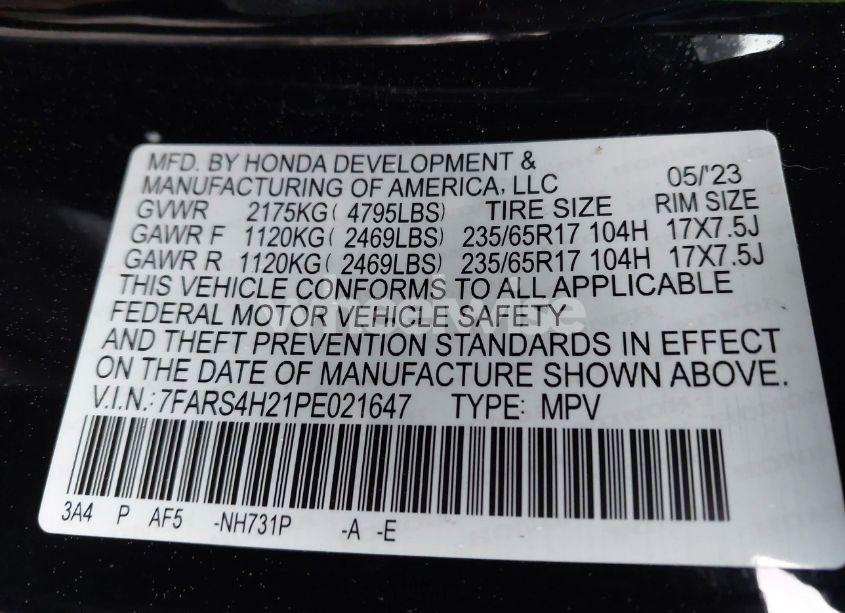 MFD. BY HONDA DEVELOPMENT &
MANUFACTURING OF AMERICA, LLC 05/'23
GVWR 2175KG( 4795LBS) TIRE SIZE RIM SIZE
GAWR F 1120KG( 2469LBS) 235/65R17 104H 17X7.5J
GAWR R 1120KG( 2469LBS) 235/65R17 104H 17X7.5J
THIS VEHICLE CONFORMS TO ALL APPLICABLE
FEDERAL MOTOR VEHICLE SAFETY
AND THEFT PREVENTION STANDARDS IN EFFECT
ON THE DATE OF MANUFACTURE SHOWN ABOVE.
V.I.N.: 7FARS4H21PE021647 TYPE: MPV
3A4 P AF5 -NH731P -A -E